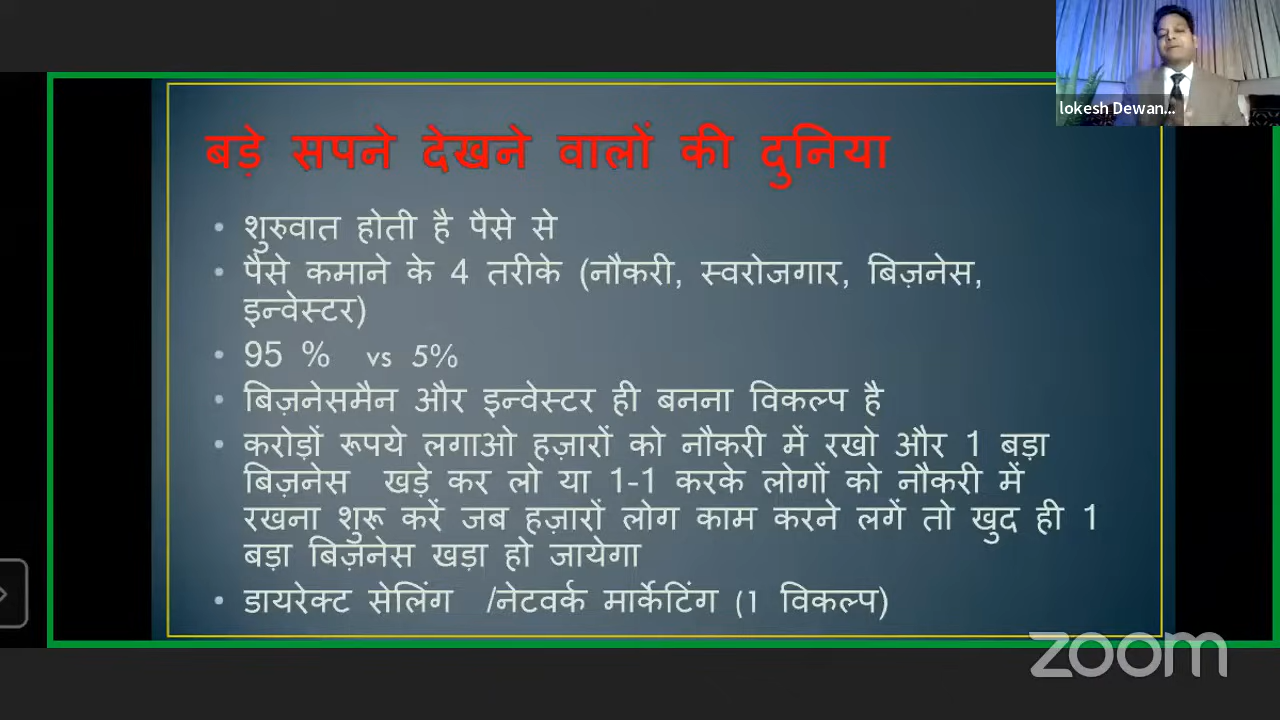 lokesh Dewan...
बड़े सपने देखने वालों की दुनिया
• शुरुवात होती है पैसे से
• पैसे कमाने के 4 तरीके (नौकरी, स्वरोजगार, बिज़नेस,
इन्वेस्टर)
• 95 % vs 5%
• बिज़नेसमैन और इन्वेस्टर ही बनना विकल्प है
• करोड़ों रूपये लगाओ हज़ारों को नौकरी में रखो और 1 बड़ा
बिज़नेस खड़े कर लो या 1-1 करके लोगों को नौकरी में
रखना शुरू करें जब हज़ारों लोग काम करने लगें तो खुद ही 1
बड़ा बिज़नेस खड़ा हो जायेगा
• डायरेक्ट सेलिंग /नेटवर्क मार्केटिंग (1 विकल्प)
zoom